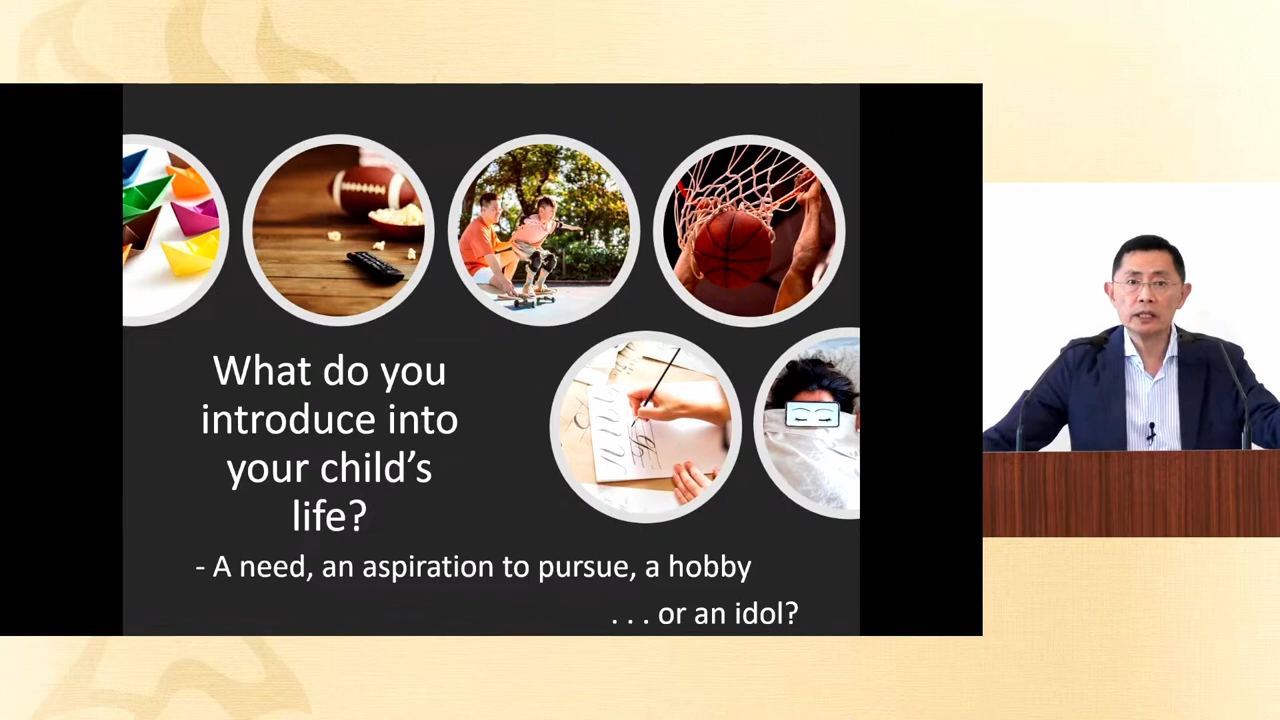 What do you
introduce into
your child’s
life?
- A need, an aspiration to pursue, a hobby
. . . or an idol?